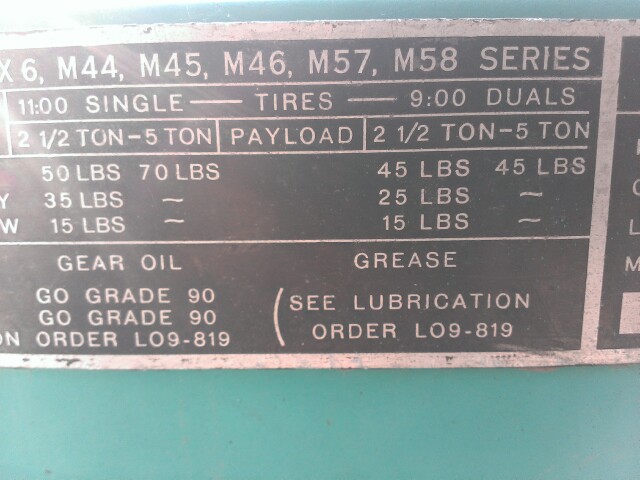 X 6, M44, M45, M46, M57, M58 SERIES
11:00 SINGLE — TIRES — 9:00 DUALS
2 1/2 TON-5 TON PAYLOAD 2 1/2 TON-5 TON
50 LBS 70 LBS 45 LBS 45 LBS
Y 35 LBS ~ 25 LBS ~
W 15 LBS ~ 15 LBS ~
GEAR OIL GREASE
GO GRADE 90 (SEE LUBRICATION
GO GRADE 90 ORDER LO9-819
ON ORDER LO9-819